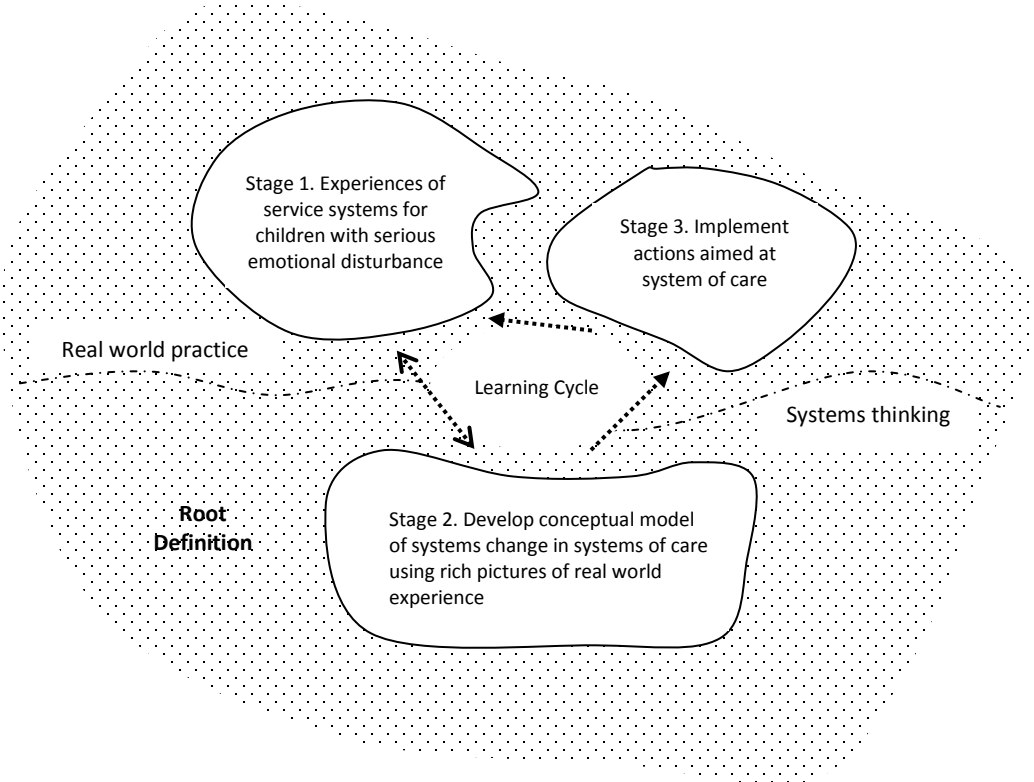 Stage 1. Experiences of
service systems for
children with serious
emotional disturbance
Stage 3. Implement
actions aimed at
system of care
Real world practice
Learning Cycle
Systems thinking
Root
Definition
Stage 2. Develop conceptual model
of systems change in systems of care
using rich pictures of real world
experience